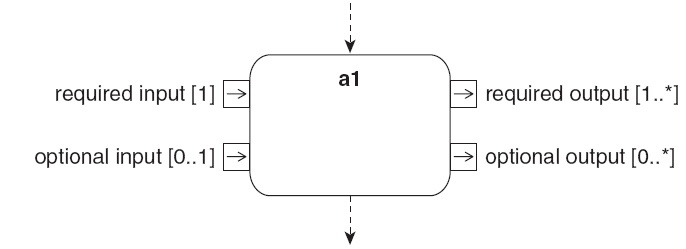 a1
required input [1]
required output [1..*]
optional input [0..1]
optional output [0..*]